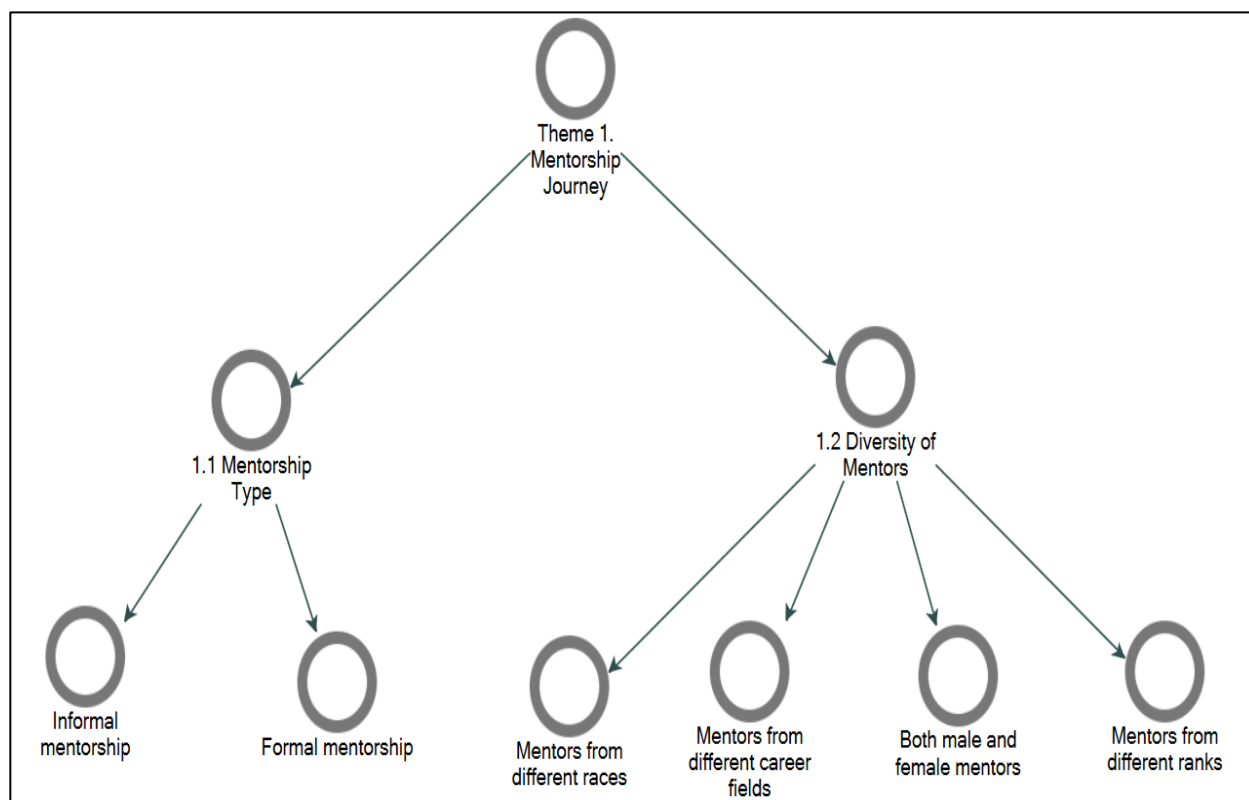 Theme 1.
Mentorship
Journey
1.1 Mentorship
Type
1.2 Diversity of
Mentors
Informal
mentorship
Formal mentorship
Mentors from
different races
Mentors from
different career
fields
Both male and
female mentors
Mentors from
different ranks